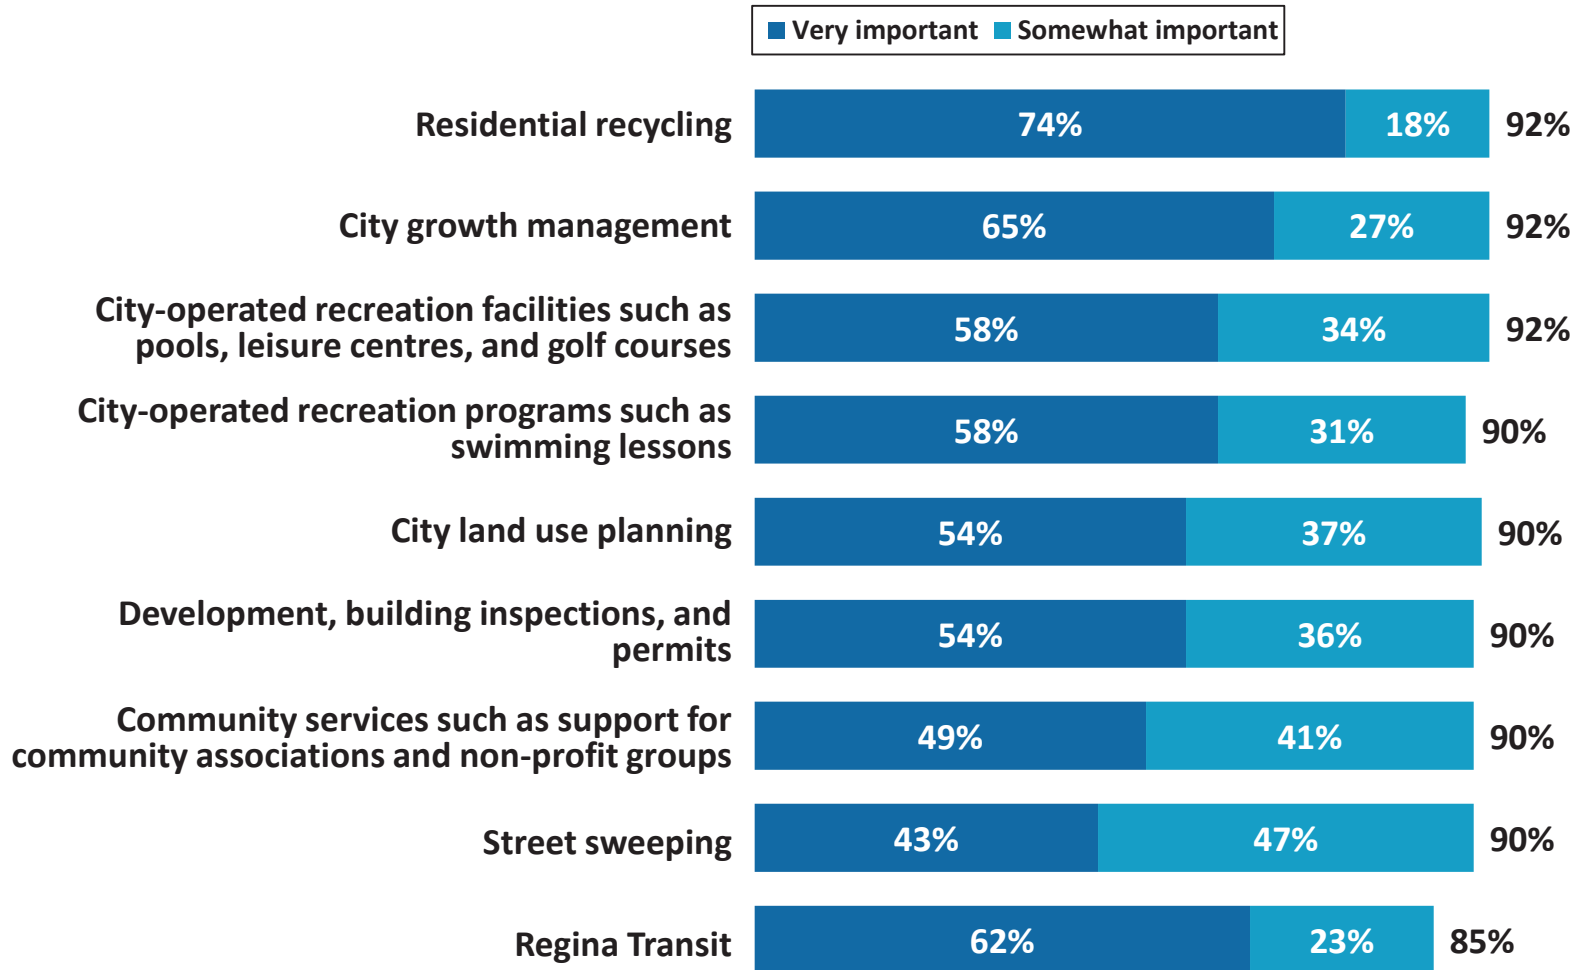 Very important Somewhat important
Residential recycling 74% 18% 92%
City growth management 65% 27% 92%
City-operated recreation facilities such as
pools, leisure centres, and golf courses
58% 34% 92%
City-operated recreation programs such as
swimming lessons
58% 31% 90%
City land use planning 54% 37% 90%
Development, building inspections, and
permits
54% 36% 90%
Community services such as support for
community associations and non-profit groups
49% 41% 90%
Street sweeping 43% 47% 90%
Regina Transit 62% 23% 85%